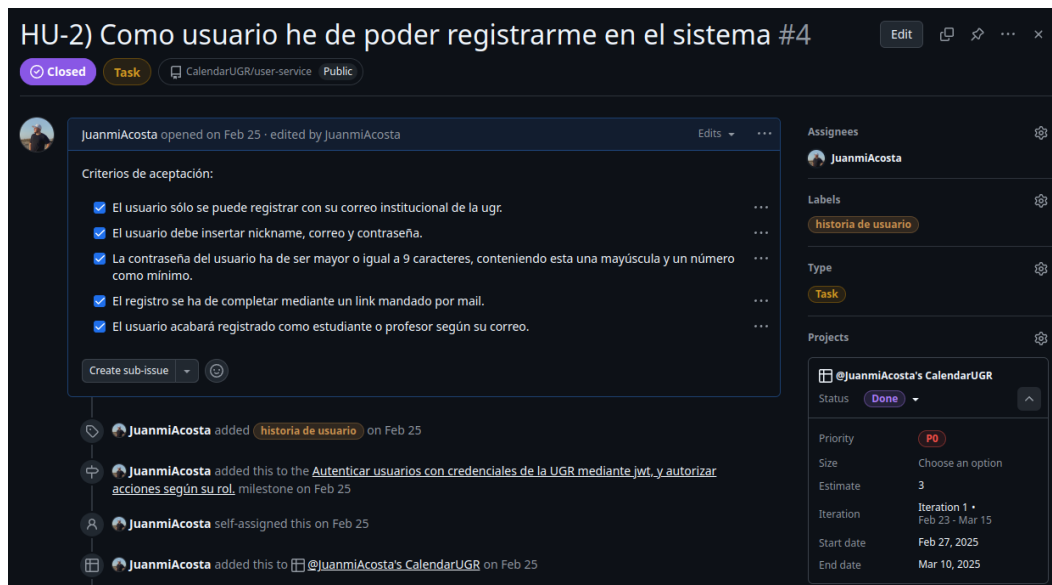 HU-2) Como usuario he de poder registrarme en el sistema #4
Edit
Closed
Task
CalendarUGR/user-service Public
JuanmiAcosta opened on Feb 25 · edited by JuanmiAcosta
Edits
Criterios de aceptación:
El usuario sólo se puede registrar con su correo institucional de la ugr.
El usuario debe insertar nickname, correo y contraseña.
La contraseña del usuario ha de ser mayor o igual a 9 caracteres, conteniendo esta una mayúscula y un número
como mínimo.
El registro se ha de completar mediante un link mandado por mail.
El usuario acabará registrado como estudiante o profesor según su correo.
Create sub-issue
JuanmiAcosta added historia de usuario on Feb 25
JuanmiAcosta added this to the Autenticar usuarios con credenciales de la UGR mediante jwt, y autorizar
acciones según su rol. milestone on Feb 25
JuanmiAcosta self-assigned this on Feb 25
JuanmiAcosta added this to @JuanmiAcosta's CalendarUGR on Feb 25
Assignees
JuanmiAcosta
Labels
historia de usuario
Type
Task
Projects
@JuanmiAcosta's CalendarUGR
Status Done
Priority P0
Size Choose an option
Estimate 3
Iteration Iteration 1 •
Feb 23 - Mar 15
Start date Feb 27, 2025
End date Mar 10, 2025